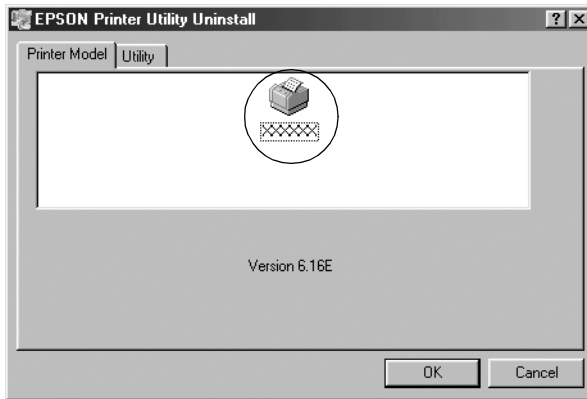 EPSON Printer Utility Uninstall
Printer Model Utility
XXXXXX
Version 6.16E
OK Cancel